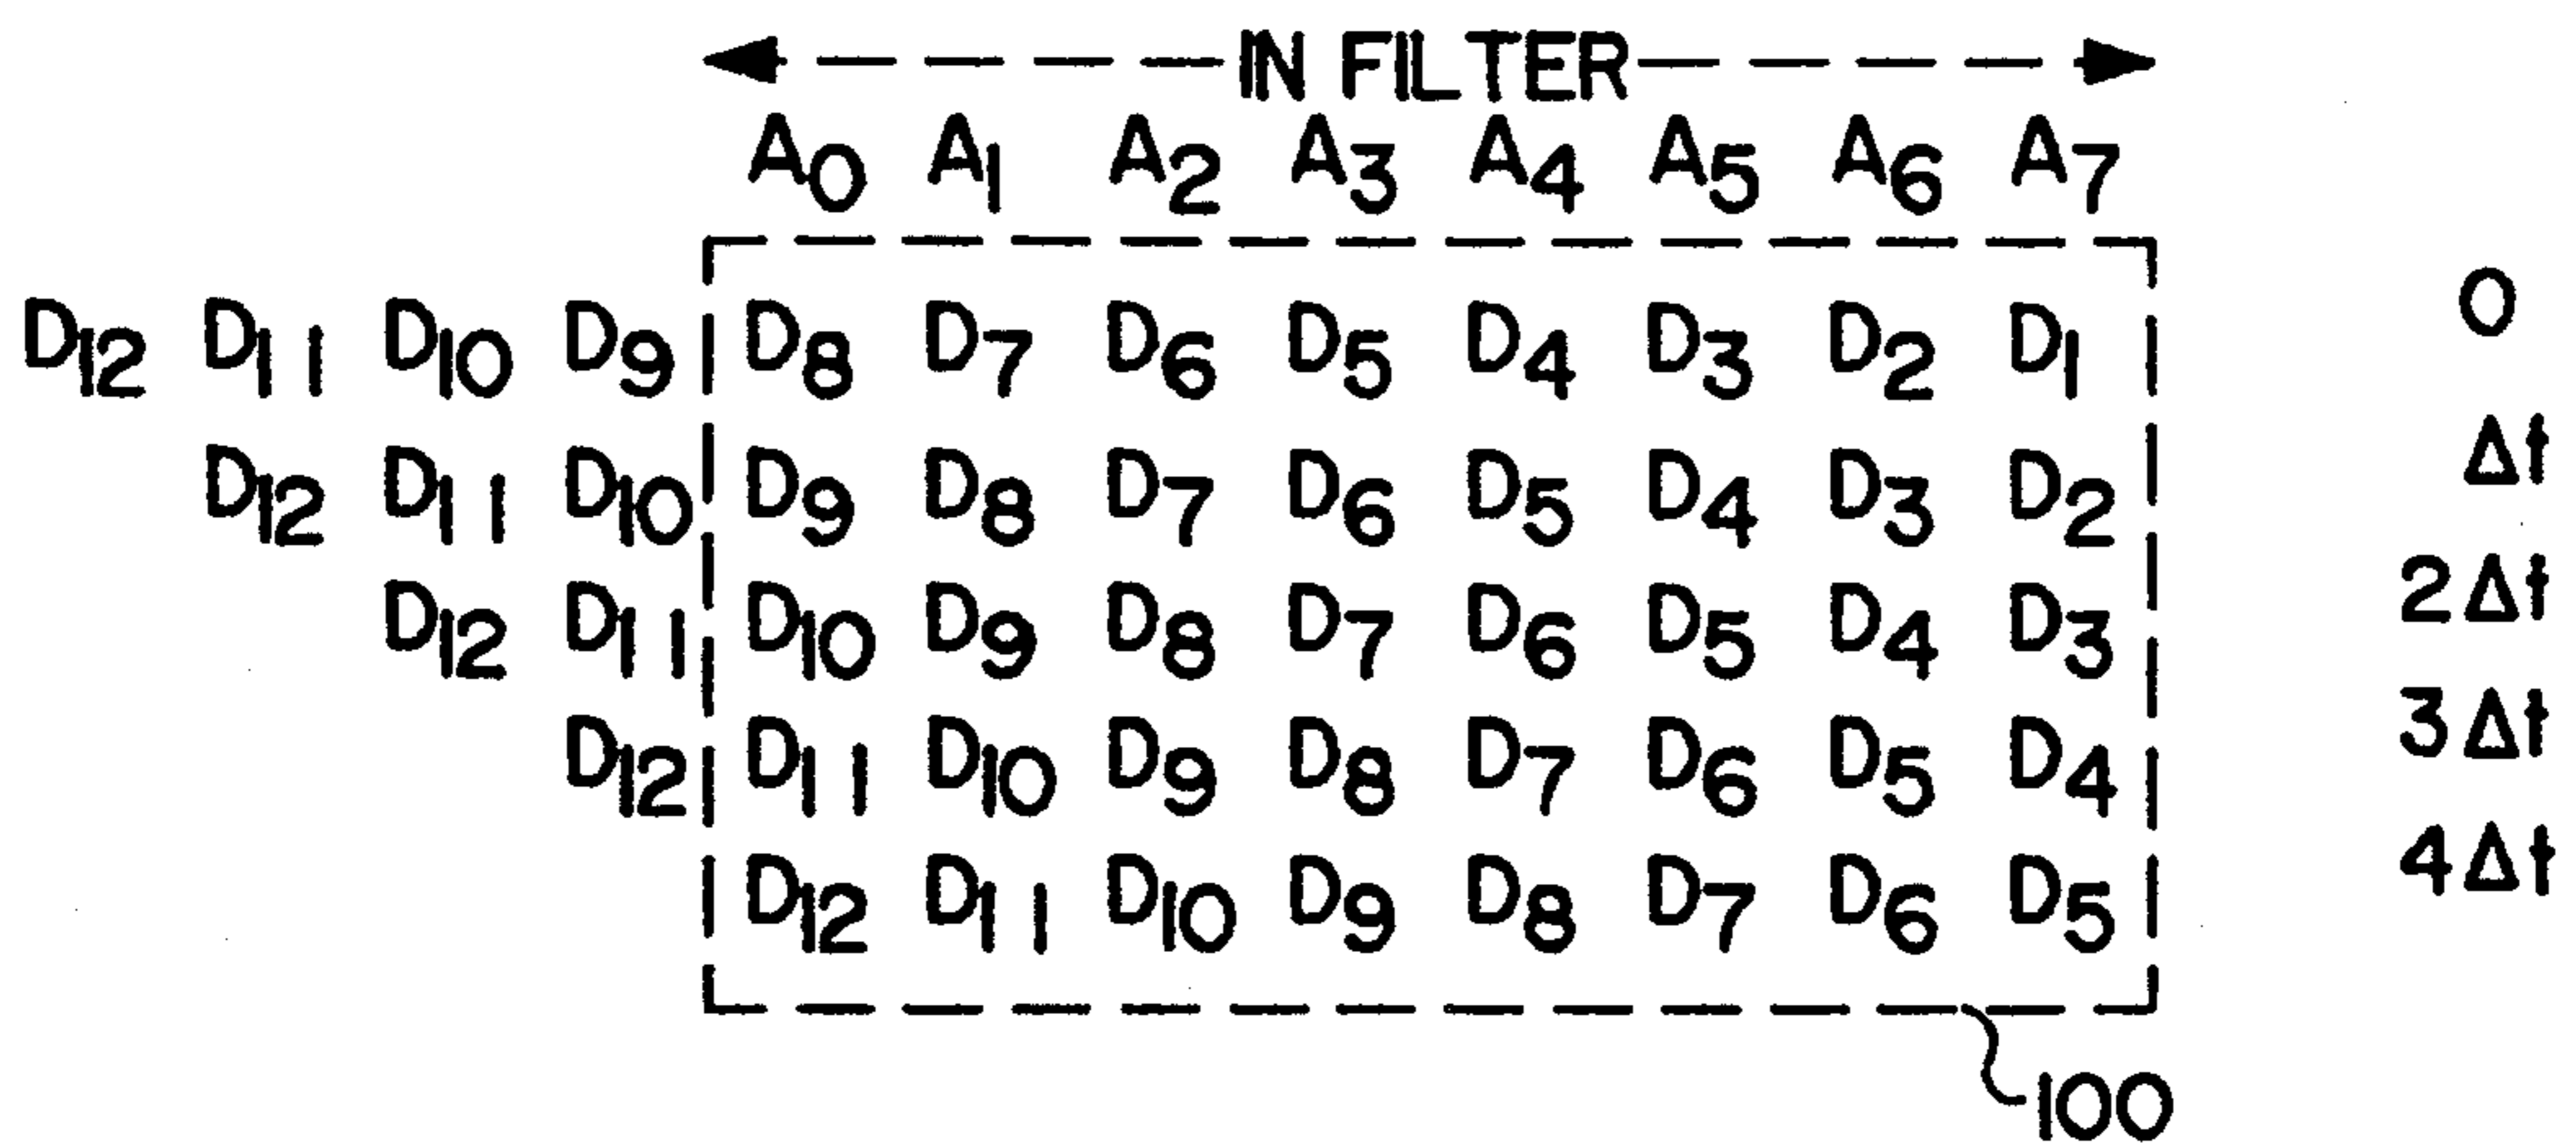 IN FILTER
A0 A1 A2 A3 A4 A5 A6 A7
D12 D11 D10 D9 D8 D7 D6 D5 D4 D3 D2 D1 0
D12 D11 D10 D9 D8 D7 D6 D5 D4 D3 D2 Δt
D12 D11 D10 D9 D8 D7 D6 D5 D4 D3 2Δt
D12 D11 D10 D9 D8 D7 D6 D5 D4 3Δt
D12 D11 D10 D9 D8 D7 D6 D5 4Δt
100